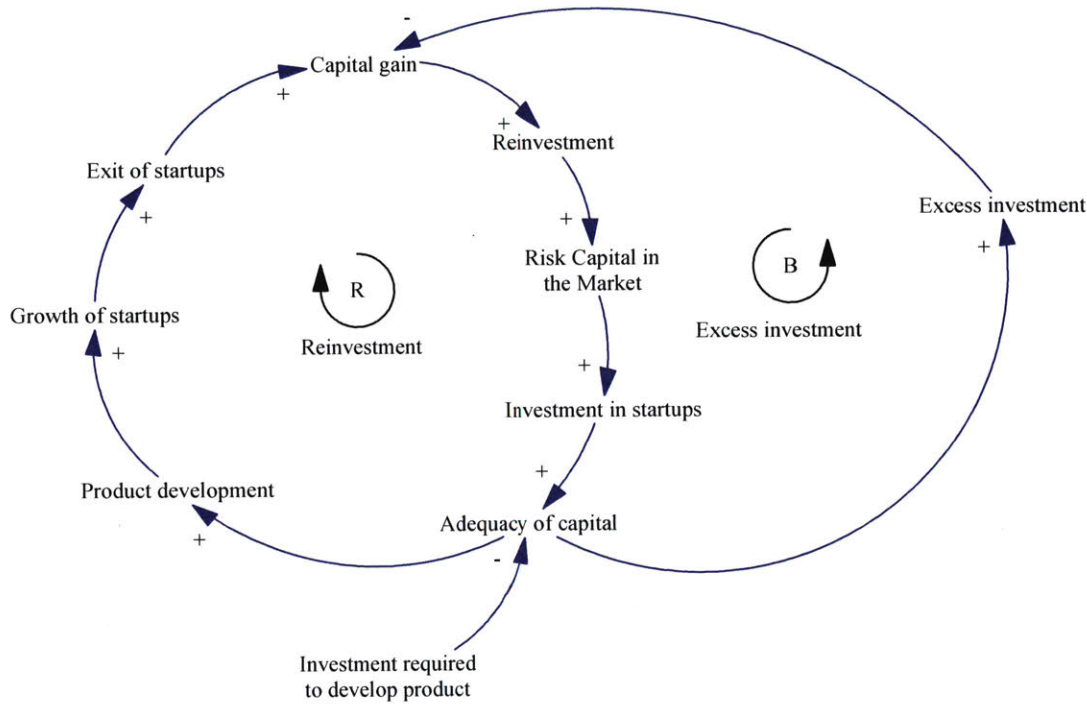 -
Capital gain
+
+
Reinvestment
Exit of startups
+
+
Excess investment
+
Risk Capital in
the Market
R
B
Growth of startups
+
Reinvestment
Excess investment
+
Investment in startups
+
Product development
+
Adequacy of capital
-
Investment required
to develop product